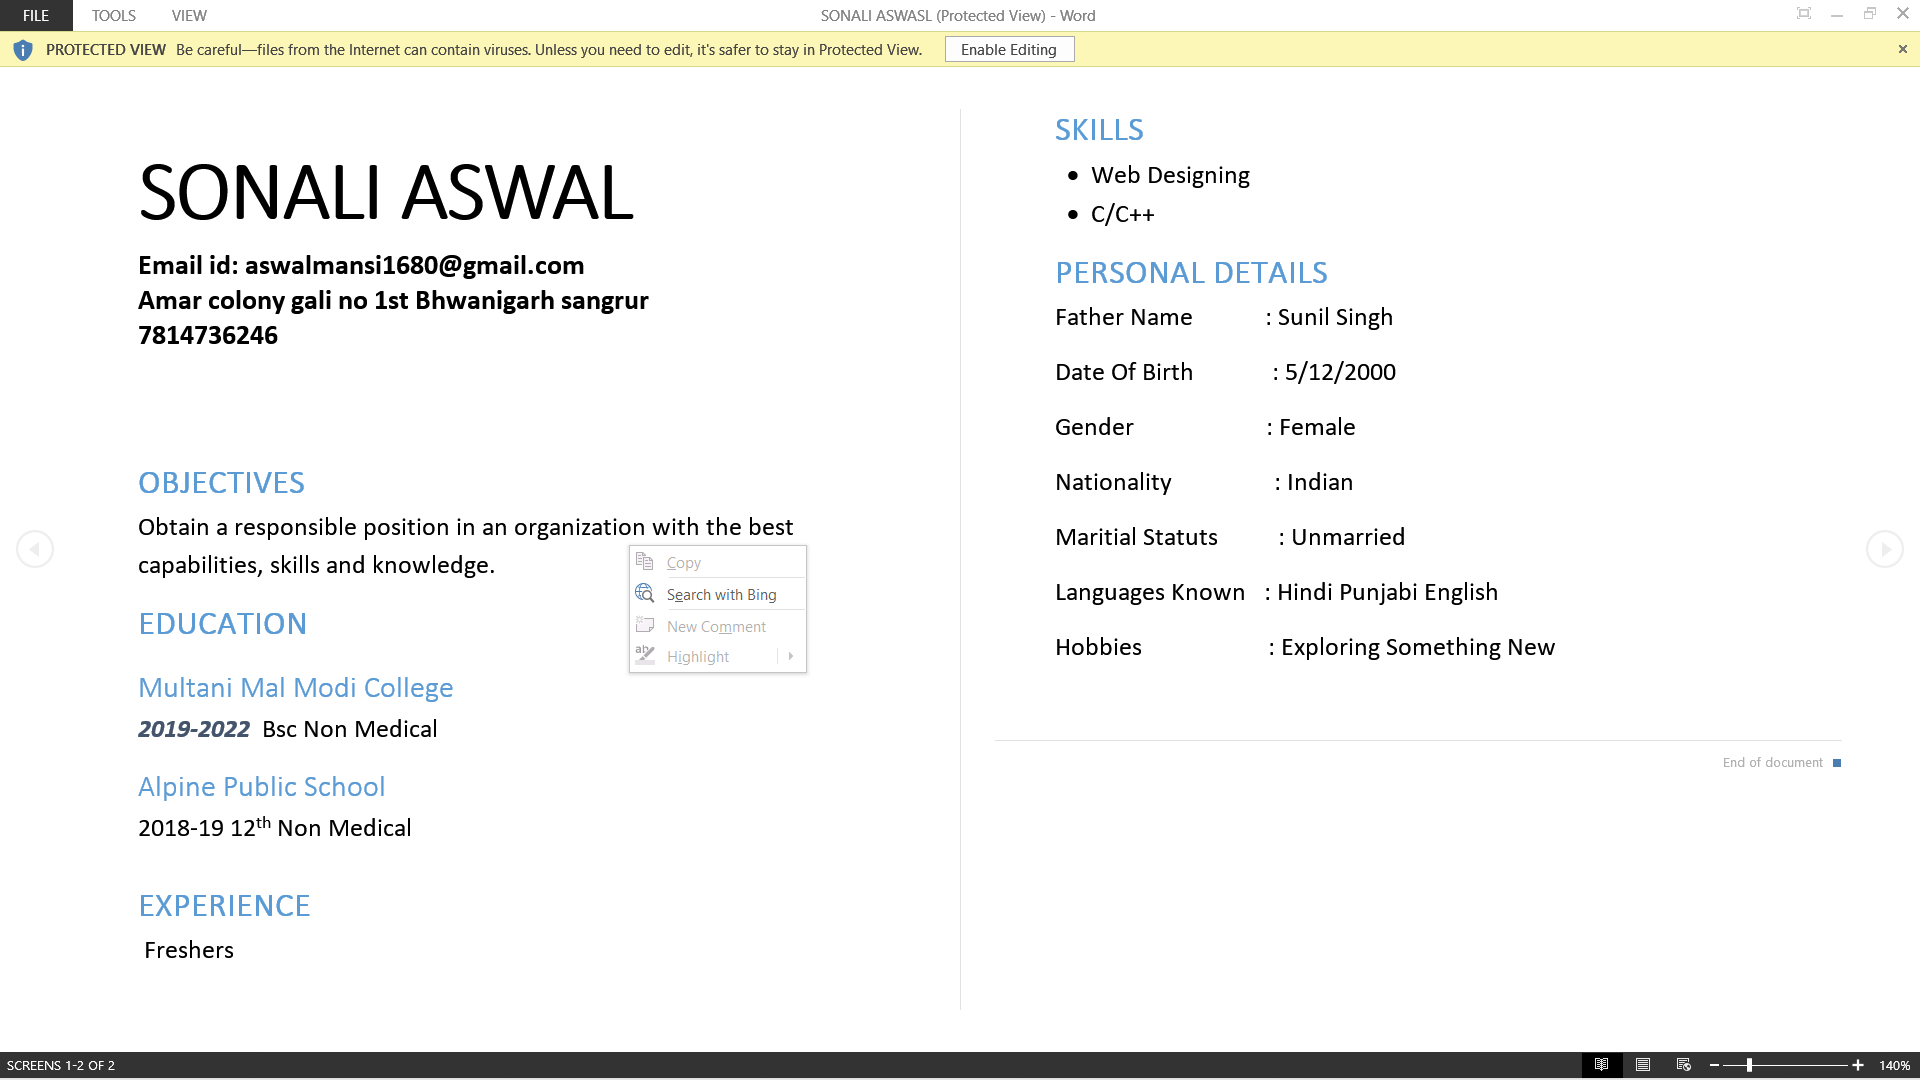 FILE TOOLS VIEW SONALI ASWASL (Protected View) - Word
PROTECTED VIEW Be careful—files from the Internet can contain viruses. Unless you need to edit, it's safer to stay in Protected View. Enable Editing
SONALI ASWAL
Email id: aswalmansi1680@gmail.com
Amar colony gali no 1st Bhwanigarh sangrur
7814736246
OBJECTIVES
Obtain a responsible position in an organization with the best
capabilities, skills and knowledge.
EDUCATION
Multani Mal Modi College
2019-2022 Bsc Non Medical
Alpine Public School
2018-19 12th Non Medical
EXPERIENCE
Freshers
Copy
Search with Bing
New Comment
Highlight
SKILLS
• Web Designing
• C/C++
PERSONAL DETAILS
Father Name : Sunil Singh
Date Of Birth : 5/12/2000
Gender : Female
Nationality : Indian
Maritial Statuts : Unmarried
Languages Known : Hindi Punjabi English
Hobbies : Exploring Something New
End of document
SCREENS 1-2 OF 2 140%